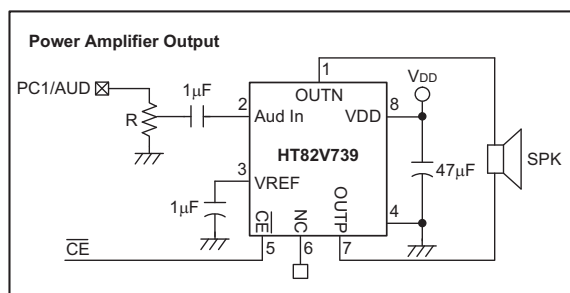 Power Amplifier Output
1
PC1/AUD
1μF
VDD
OUTN
2
8
R
Aud In
VDD
HT82V739
SPK
3
47μF
VREF
1μF
CE
NC
OUTP
4
CE
5
6
7